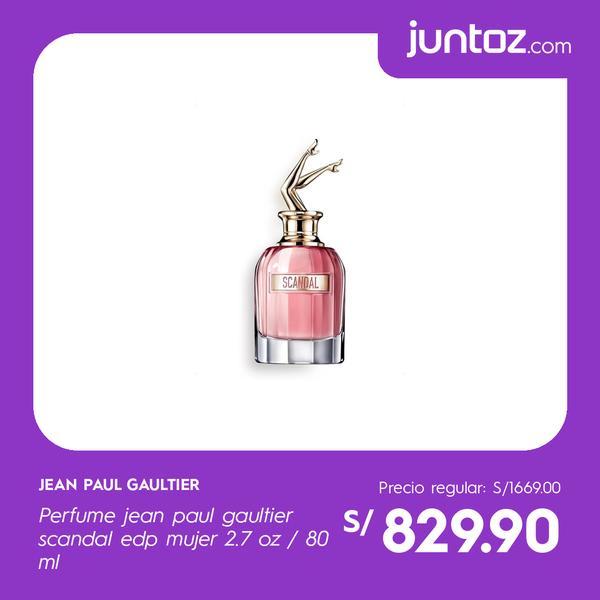 juntoz.com
SCANDAL
JEAN PAUL GAULTIER
Perfume jean paul gaultier
scandal edp mujer 2.7 oz / 80
ml
Precio regular: S/1669.00
S/ 829.90